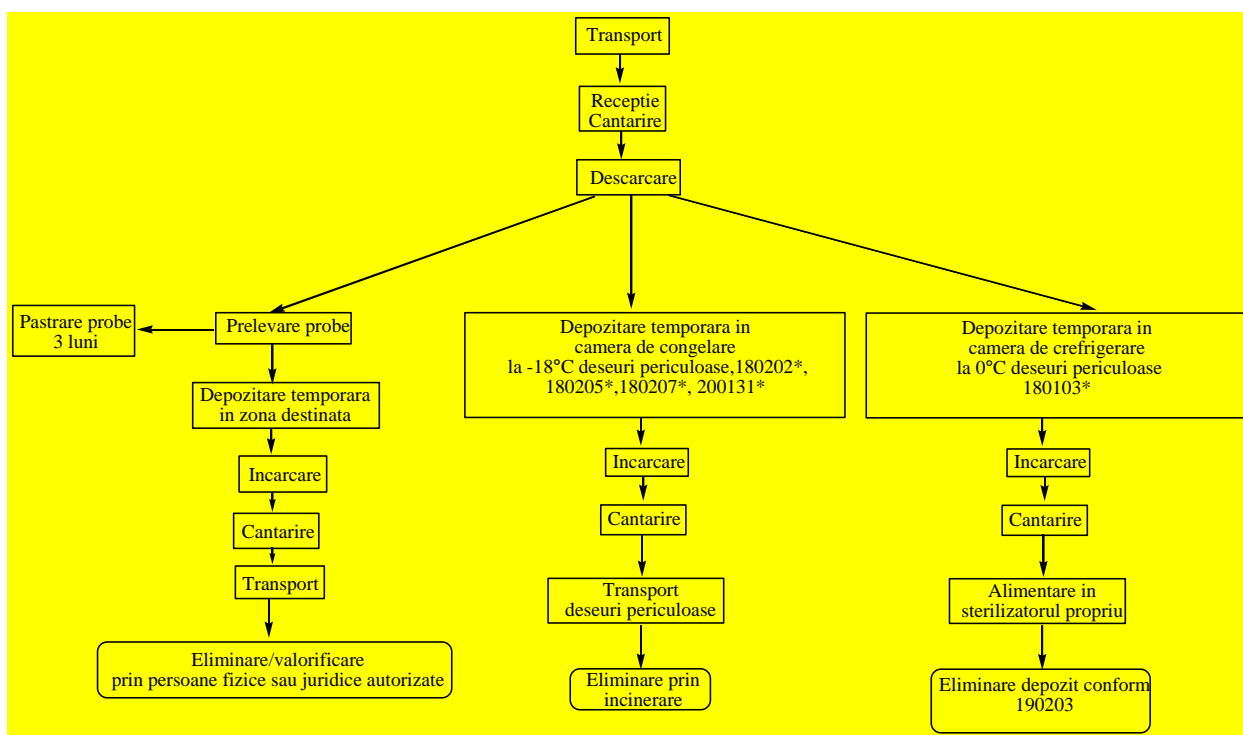 Transport
Receptie
Cantarire
Descarcare
Pastrare probe
3 luni
Prelevare probe
Depozitare temporara
in zona destinata
Incarcare
Cantarire
Transport
Eliminare/valorificare
prin persoane fizice sau juridice autorizate
Depozitare temporara in
camera de congelare
la -18°C deseuri periculoase,180202*,
180205*,180207*, 200131*
Incarcare
Cantarire
Transport
deseuri periculoase
Eliminare prin
incinerare
Depozitare temporara in
camera de crefrigerare
la 0°C deseuri periculoase
180103*
Incarcare
Cantarire
Alimentare in
sterilizatorul propriu
Eliminare depozit conform
190203